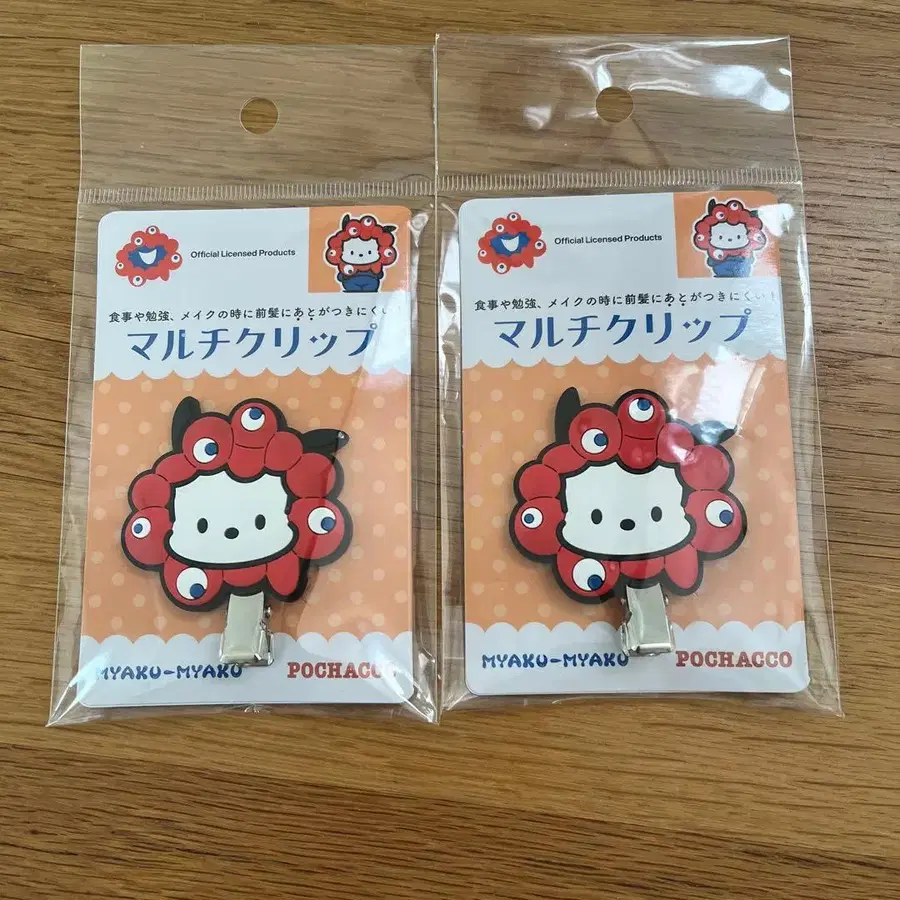 Official Licensed Products
食事や勉強、メイクの時に前髪にあとがつきにくい!
マルチクリップ
MYAKU-MYAKU
POCHACCO
Official Licensed Products
食事や勉強、メイクの時に前髪にあとがつきにくい!
マルチクリップ
MYAKU-MYAKU
POCHACCO